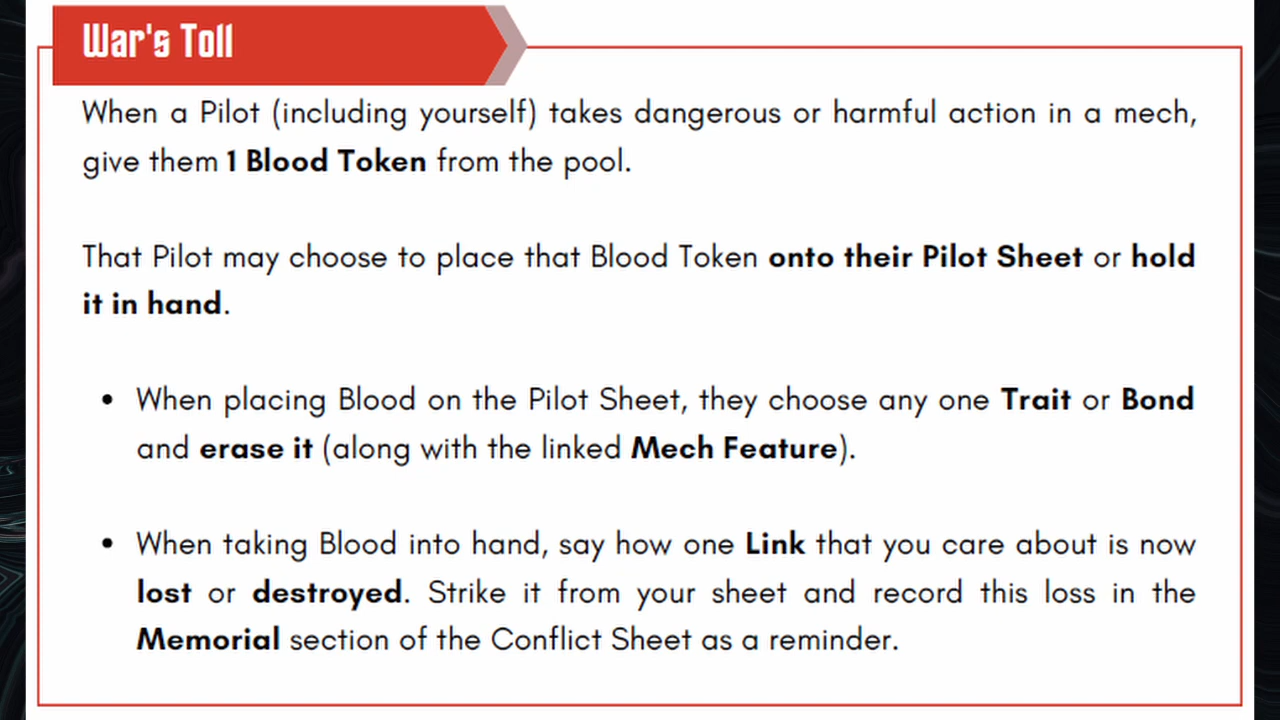 War's Toll
When a Pilot (including yourself) takes dangerous or harmful action in a mech,
give them 1 Blood Token from the pool.
That Pilot may choose to place that Blood Token onto their Pilot Sheet or hold
it in hand.
• When placing Blood on the Pilot Sheet, they choose any one Trait or Bond
and erase it (along with the linked Mech Feature).
• When taking Blood into hand, say how one Link that you care about is now
lost or destroyed. Strike it from your sheet and record this loss in the
Memorial section of the Conflict Sheet as a reminder.